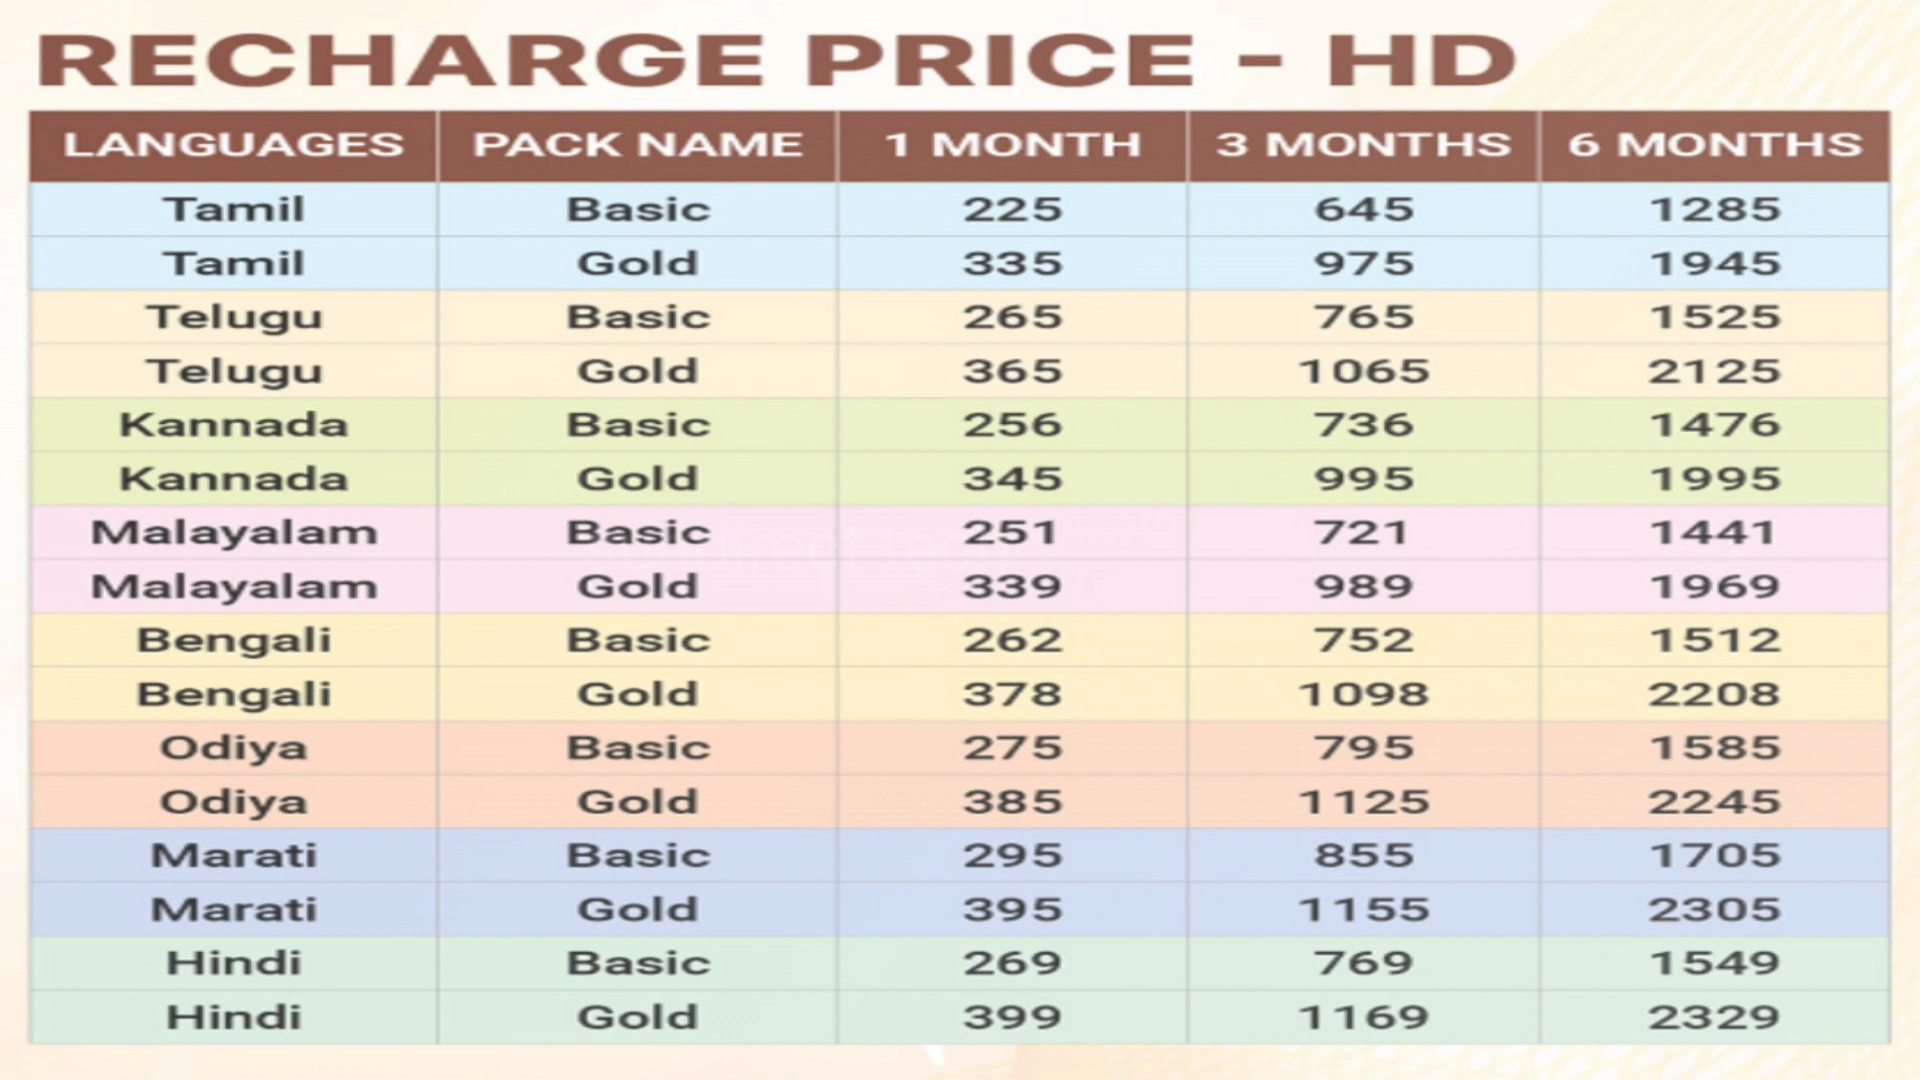 RECHARGE PRICE - HD
LANGUAGES PACK NAME 1 MONTH 3 MONTHS 6 MONTHS
Tamil Basic 225 645 1285
Tamil Gold 335 975 1945
Telugu Basic 265 765 1525
Telugu Gold 365 1065 2125
Kannada Basic 256 736 1476
Kannada Gold 345 995 1995
Malayalam Basic 251 721 1441
Malayalam Gold 339 989 1969
Bengali Basic 262 752 1512
Bengali Gold 378 1098 2208
Odiya Basic 275 795 1585
Odiya Gold 385 1125 2245
Marati Basic 295 855 1705
Marati Gold 395 1155 2305
Hindi Basic 269 769 1549
Hindi Gold 399 1169 2329